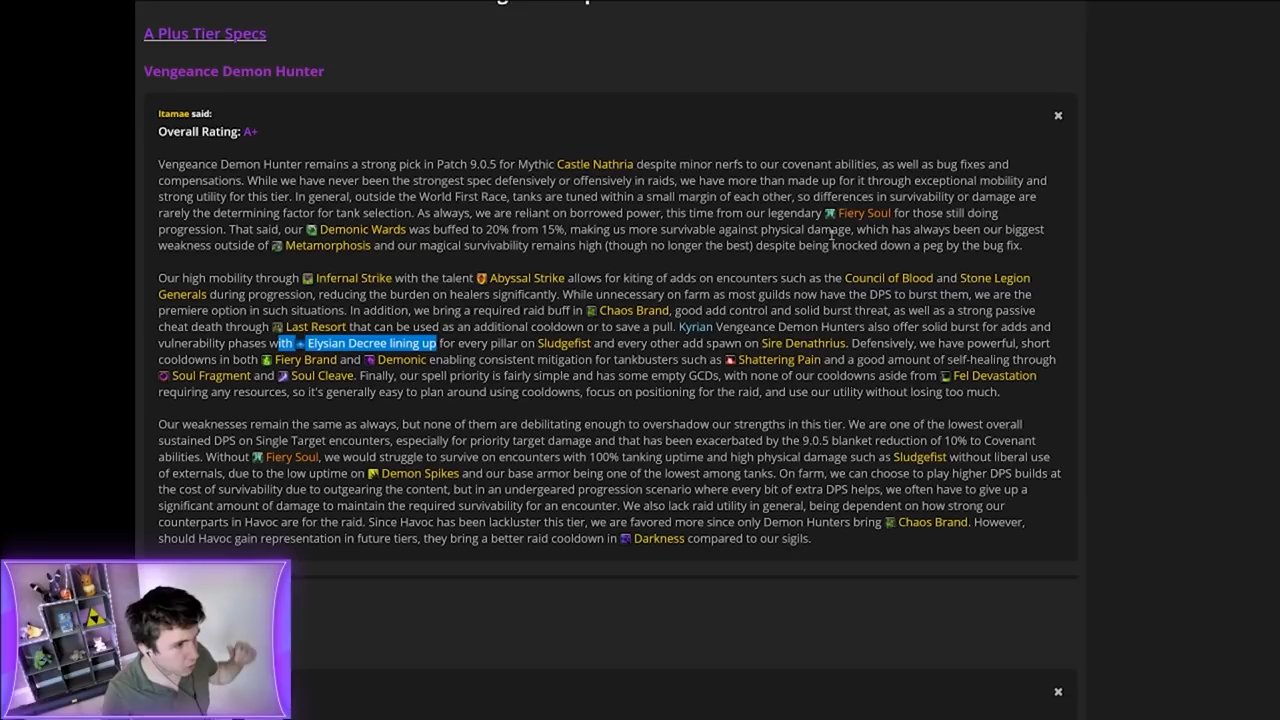 A Plus Tier Specs
Vengeance Demon Hunter
Itamae said:
Overall Rating: A+
Vengeance Demon Hunter remains a strong pick in Patch 9.0.5 for Mythic Castle Nathria despite minor nerfs to our covenant abilities, as well as bug fixes and
compensations. While we have never been the strongest spec defensively or offensively in raids, we have more than made up for it through exceptional mobility and
strong utility for this tier. In general, outside the World First Race, tanks are tuned within a small margin of each other, so differences in survivability or damage are
rarely the determining factor for tank selection. As always, we are reliant on borrowed power, this time from our legendary Fiery Soul for those still doing
progression. That said, our Demonic Wards was buffed to 20% from 15%, making us more survivable against physical damage, which has always been our biggest
weakness outside of Metamorphosis and our magical survivability remains high (though no longer the best) despite being knocked down a peg by the bug fix.
Our high mobility through Infernal Strike with the talent Abyssal Strike allows for kiting of adds on encounters such as the Council of Blood and Stone Legion
Generals during progression, reducing the burden on healers significantly. While unnecessary on farm as most guilds now have the DPS to burst them, we are the
premiere option in such situations. In addition, we bring a required raid buff in Chaos Brand, good add control and solid burst threat, as well as a strong passive
cheat death through Last Resort that can be used as an additional cooldown or to save a pull. Kyrian Vengeance Demon Hunters also offer solid burst for adds and
vulnerability phases with Elysian Decree lining up for every pillar on Sludgefist and every other add spawn on Sire Denathrius. Defensively, we have powerful, short
cooldowns in both Fiery Brand and Demonic enabling consistent mitigation for tankbusters such as Shattering Pain and a good amount of self-healing through
Soul Fragment and Soul Cleave. Finally, our spell priority is fairly simple and has some empty GCDs, with none of our cooldowns aside from Fel Devastation
requiring any resources, so it's generally easy to plan around using cooldowns, focus on positioning for the raid, and use our utility without losing too much.
Our weaknesses remain the same as always, but none of them are debilitating enough to overshadow our strengths in this tier. We are one of the lowest overall
sustained DPS on Single Target encounters, especially for priority target damage and that has been exacerbated by the 9.0.5 blanket reduction of 10% to Covenant
abilities. Without Fiery Soul, we would struggle to survive on encounters with 100% tanking uptime and high physical damage such as Sludgefist without liberal use
of externals, due to the low uptime on Demon Spikes and our base armor being one of the lowest among tanks. On farm, we can choose to play higher DPS builds at
the cost of survivability due to outgearing the content, but in an undergeared progression scenario where every bit of extra DPS helps, we often have to give up a
significant amount of damage to maintain the required survivability for an encounter. We also lack raid utility in general, being dependent on how strong our
counterparts in Havoc are for the raid. Since Havoc has been lackluster this tier, we are favored more since only Demon Hunters bring Chaos Brand. However,
should Havoc gain representation in future tiers, they bring a better raid cooldown in Darkness compared to our sigils.